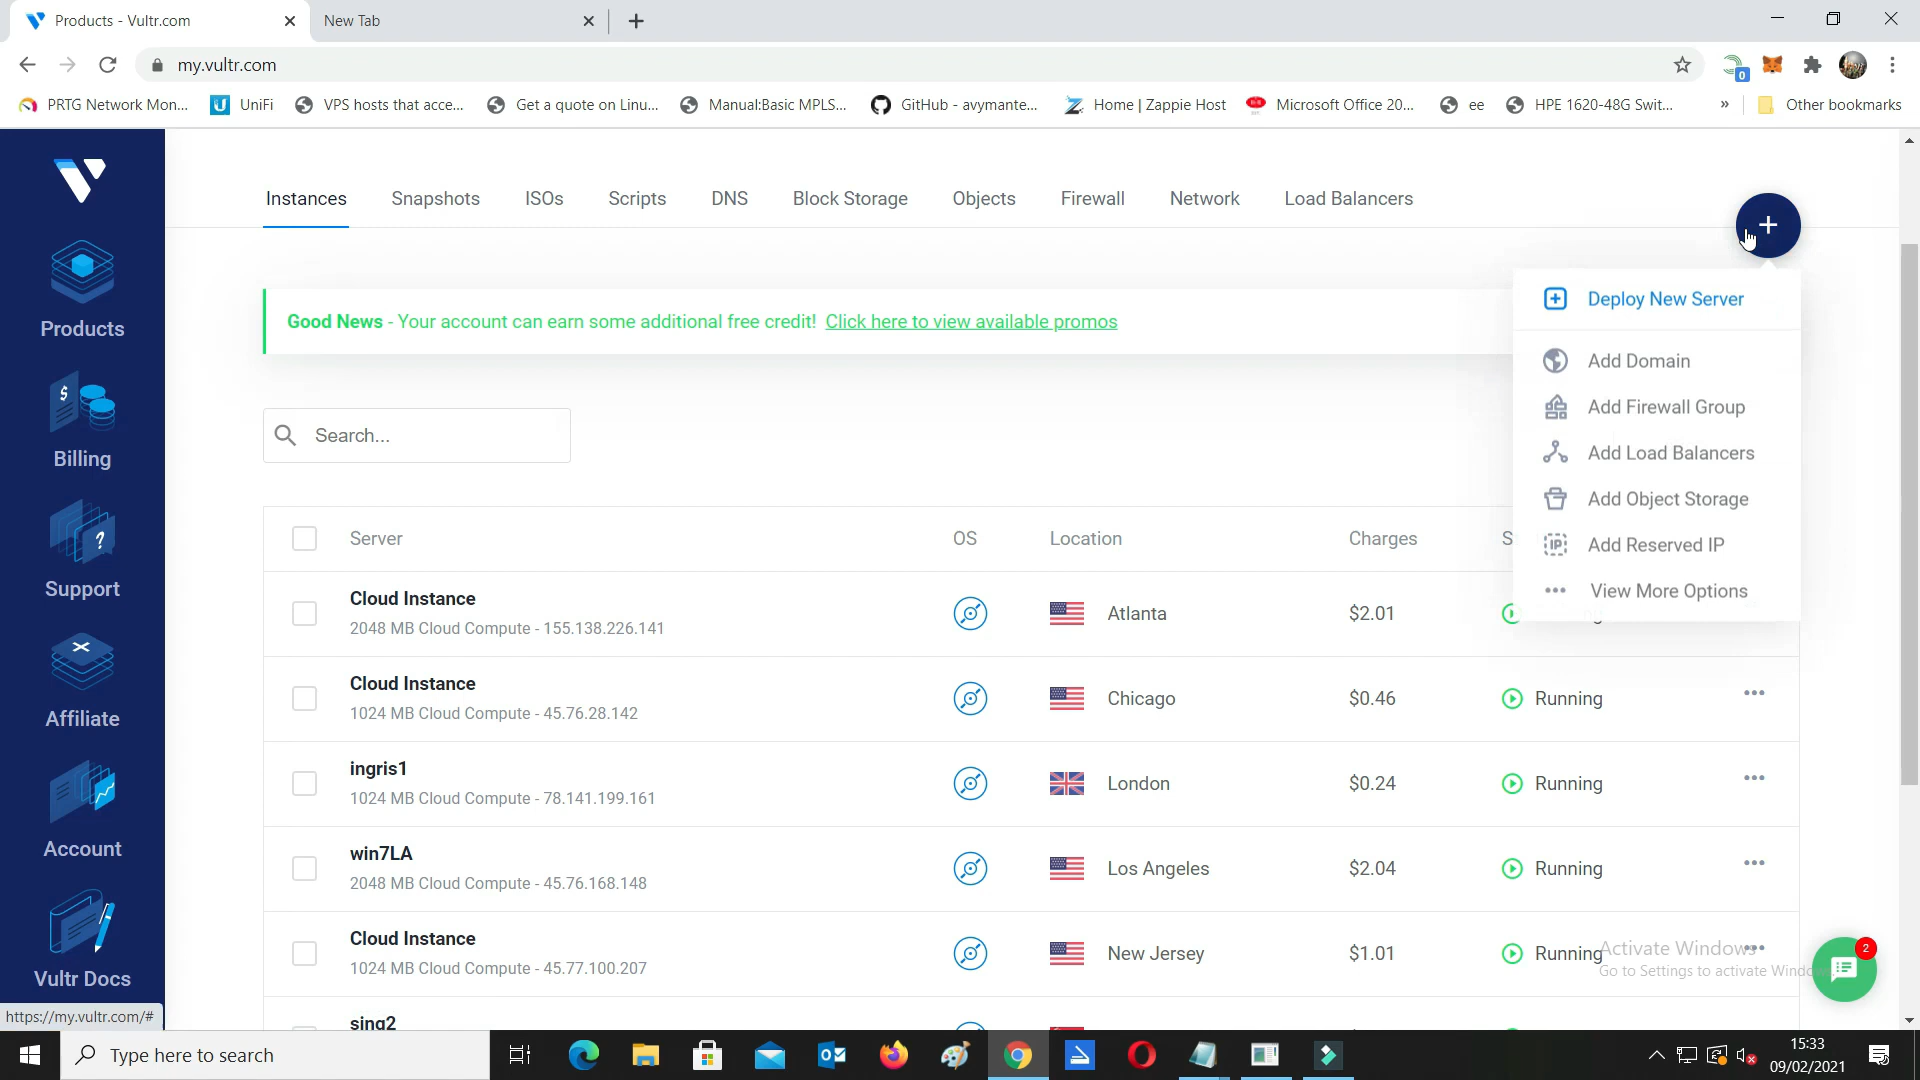 Products - Vultr.com
New Tab
my.vultr.com
0
PRTG Network Mon...
UniFi
VPS hosts that acce...
Get a quote on Linu...
Manual:Basic MPLS...
GitHub - avymante...
Home | Zappie Host
Microsoft Office 20...
ee
HPE 1620-48G Swit...
»
Other bookmarks
Products
Billing
Support
Affiliate
Account
Vultr Docs
https://my.vultr.com/#
Instances
Snapshots
ISOs
Scripts
DNS
Block Storage
Objects
Firewall
Network
Load Balancers
Good News - Your account can earn some additional free credit! Click here to view available promos
Deploy New Server
Add Domain
Add Firewall Group
Add Load Balancers
Add Object Storage
IP Add Reserved IP
View More Options
Search...
Server OS Location Charges S
Cloud Instance
2048 MB Cloud Compute - 155.138.226.141
Atlanta $2.01
Cloud Instance
1024 MB Cloud Compute - 45.76.28.142
Chicago $0.46 Running
ingris1
1024 MB Cloud Compute - 78.141.199.161
London $0.24 Running
win7LA
2048 MB Cloud Compute - 45.76.168.148
Los Angeles $2.04 Running
Cloud Instance
1024 MB Cloud Compute - 45.77.100.207
New Jersey $1.01 Running
sing2
Activate Windows
Go to Settings to activate Windo
2
Type here to search
15:33
09/02/2021